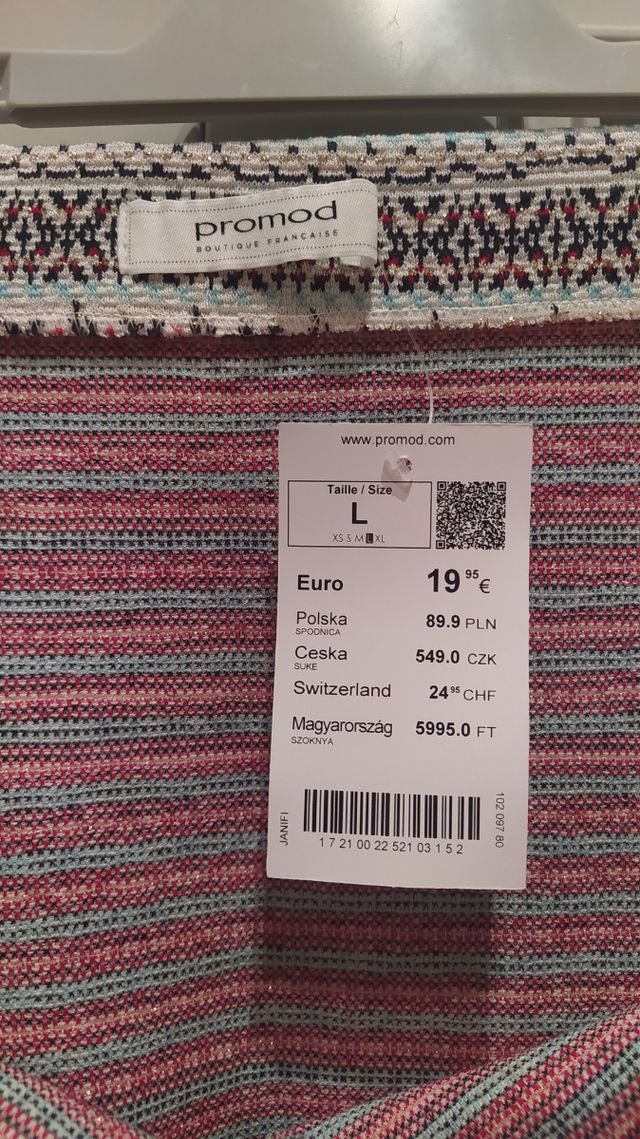 promod
BOUTIQUE FRANÇAISE
www.promod.com
Taille / Size
L
XS S M L XL
Euro 19 95 €
Polska 89.9 PLN
SPODNICA
Ceska 549.0 CZK
SUKE
Switzerland 24 95 CHF
Magyarország 5995.0 FT
SZOKNYA
JANIFI
102 097 80
1 7 21 00 22 521 03 1 5 2